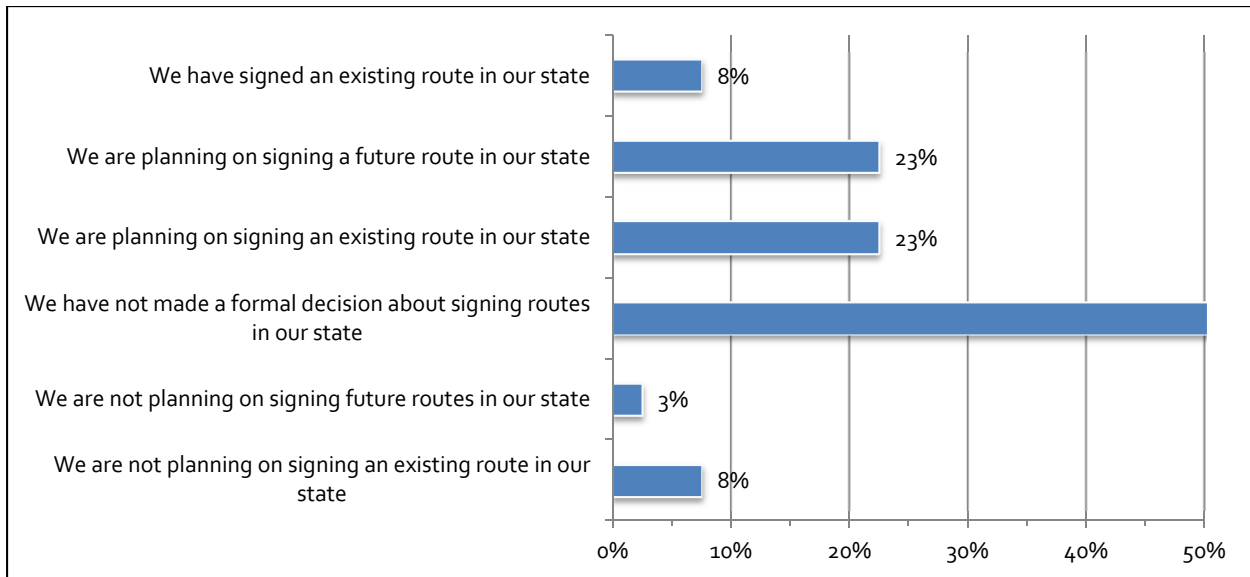 We have signed an existing route in our state
8%
We are planning on signing a future route in our state
23%
We are planning on signing an existing route in our state
23%
We have not made a formal decision about signing routes
in our state
We are not planning on signing future routes in our state
3%
We are not planning on signing an existing route in our
state
8%
0% 10% 20% 30% 40% 50%